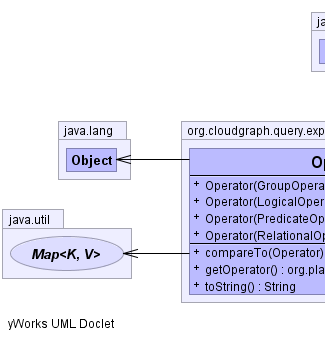 ja
java.lang
org.cloudgraph.query.exp
Object
Op
Operator(GroupOpera
Operator(LogicalOper
Operator(PredicateOp
Operator(RelationalOp
java.util
Map<K, V>
+ compareTo(Operator)
+ getOperator() : org.pla
+ toString() : String
yWorks UML Doclet